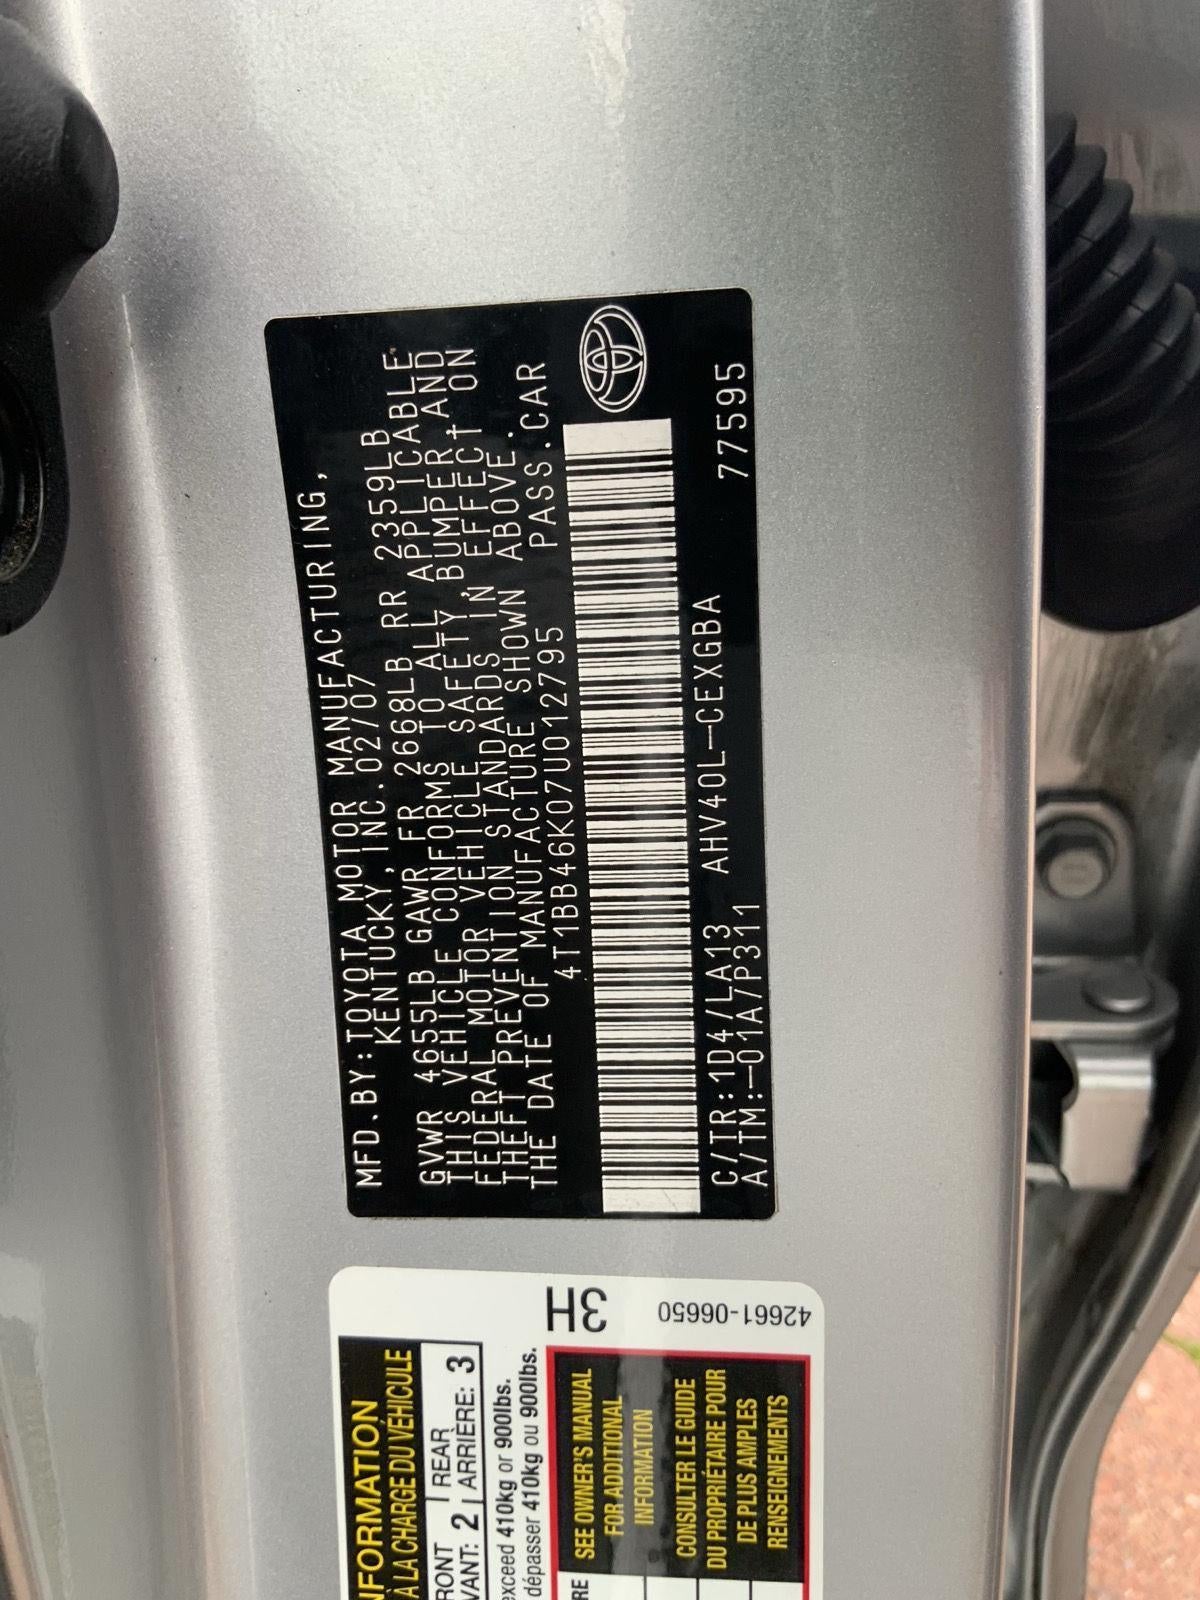 MFD.BY:TOYOTA MOTOR MANUFACTURING,
KENTUCKY,INC.02/07
GVWR 4655LB GAWR FR 2668LB RR 2359LB
THIS VEHICLE CONFORMS TO ALL APPLICABLE
FEDERAL MOTOR VEHICLE SAFETY,BUMPER,AND
THEFT PREVENTION STANDARDS IN EFFECT ON
THE DATE OF MANUFACTURE SHOWN ABOVE.
4T1BB46K07U012795 PASS.CAR
C/TR:1D4/LA13 AHV40L-CEXGBA 77595
A/TM:-01A/P311
3H
42661-06650
NFORMATION
À LA CHARGE DU VÉHICULE
RONT REAR
VANT: 2 ARRIÈRE: 3
exceed 410kg or 900lbs.
dépasser 410kg ou 900lbs.
RE
SEE OWNER'S MANUAL
FOR ADDITIONAL
INFORMATION
CONSULTER LE GUIDE
DU PROPRIÉTAIRE POUR
DE PLUS AMPLES
RENSEIGNEMENTS